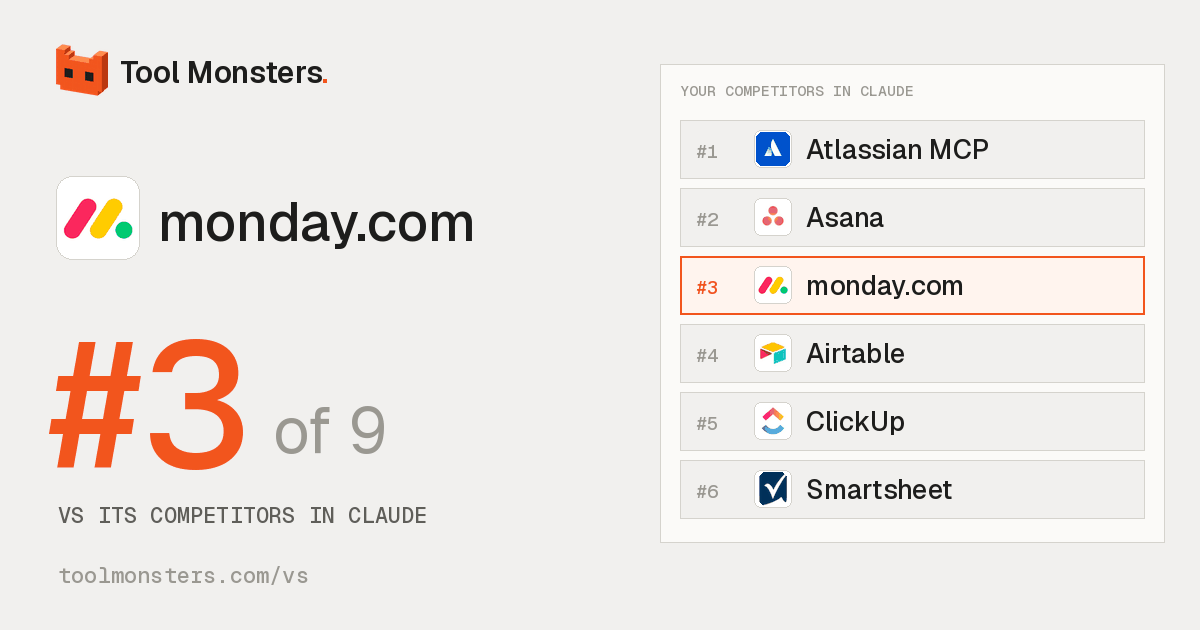 Tool Monsters.
monday.com
#3 of 9
VS ITS COMPETITORS IN CLAUDE
toolmonsters.com/vs
YOUR COMPETITORS IN CLAUDE
#1 Atlassian MCP
#2 Asana
#3 monday.com
#4 Airtable
#5 ClickUp
#6 Smartsheet